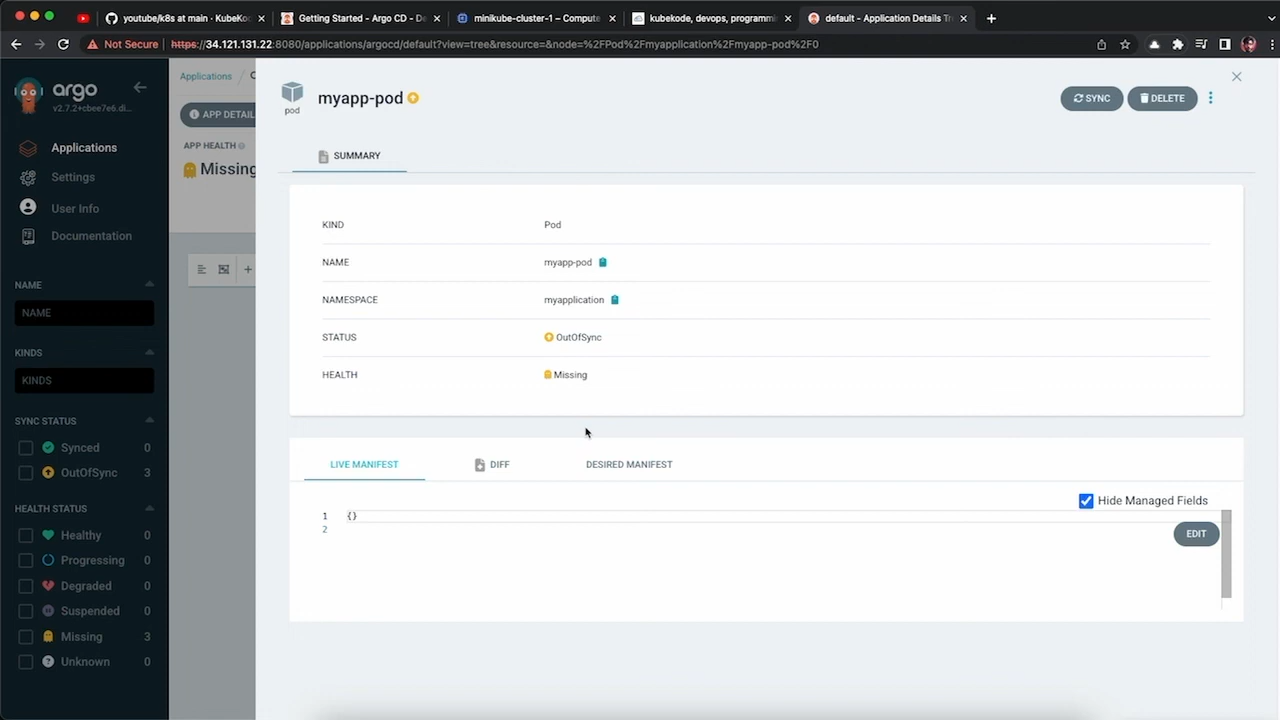 youtube/k8s at main · KubeKo
Getting Started - Argo CD - De
minikube-cluster-1 – Compute
kubekode, devops, programmi
default - Application Details Tr
Not Secure
https://34.121.131.22:8080/applications/argocd/default?view=tree&resource=&node=%2FPod%2Fmyapplication%2Fmyapp-pod%2F0
argo
v2.7.2+cbee7e6.di...
Applications
Settings
User Info
Documentation
NAME
NAME
KINDS
KINDS
SYNC STATUS
Synced 0
OutOfSync 3
HEALTH STATUS
Healthy 0
Progressing 0
Degraded 0
Suspended 0
Missing 3
Unknown 0
Applications /
APP DETAIL
APP HEALTH
Missing
pod
myapp-pod
SYNC
DELETE
SUMMARY
KIND Pod
NAME myapp-pod
NAMESPACE myapplication
STATUS OutOfSync
HEALTH Missing
LIVE MANIFEST
DIFF
DESIRED MANIFEST
Hide Managed Fields
1 {}
2
EDIT